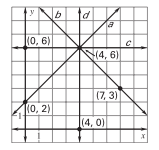 y b d a
(0, 6)
c
(4, 6)
(7, 3)
(0, 2)
1
(4, 0)
1 x